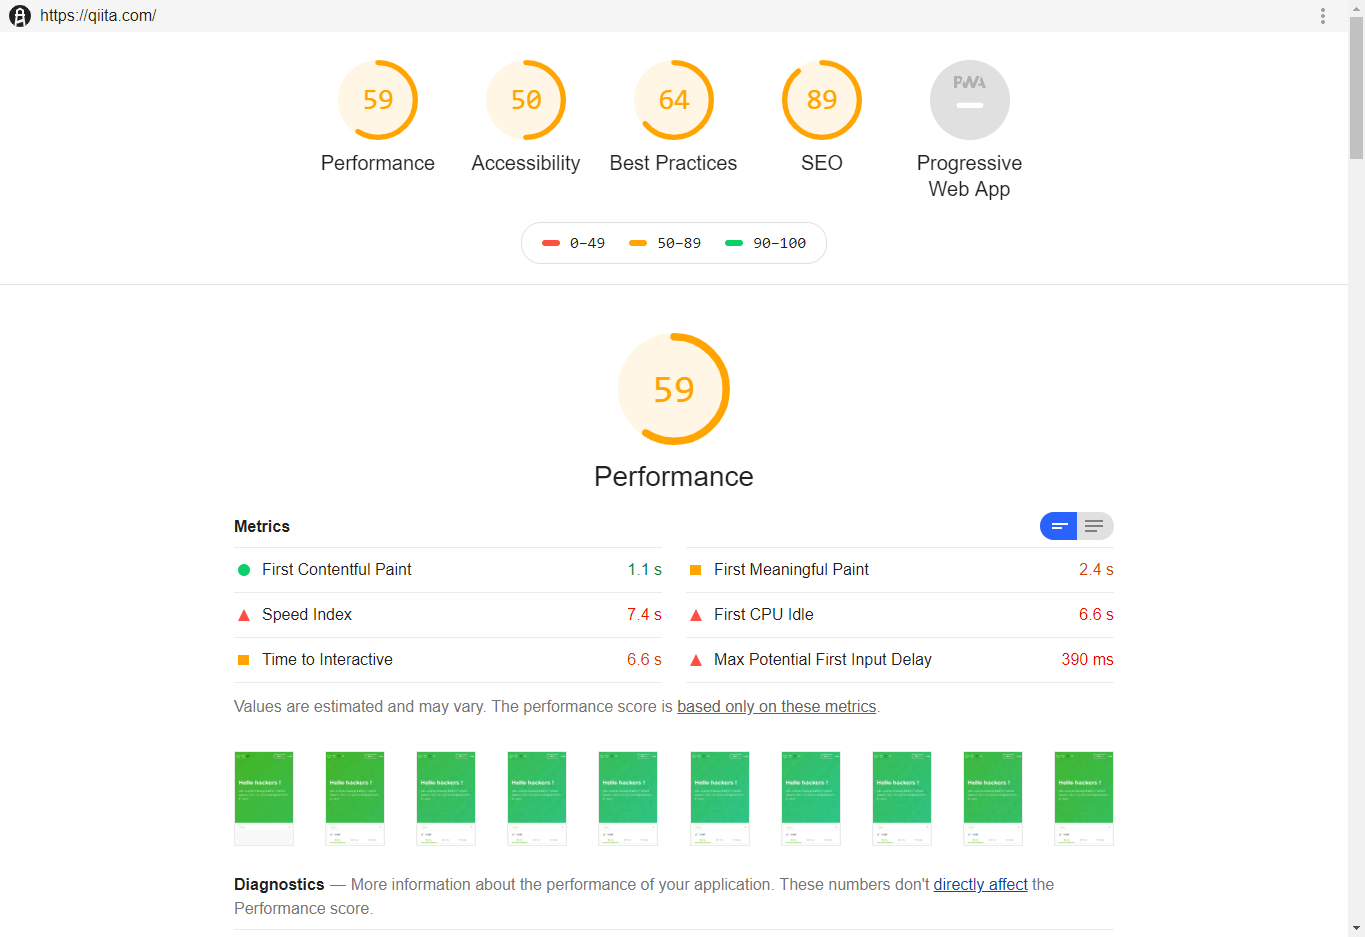 https://qiita.com/
59
50
64
89
PWA
Performance
Accessibility
Best Practices
SEO
Progressive
Web App
0–49
50–89
90–100
59
Performance
Metrics
First Contentful Paint
1.1 s
First Meaningful Paint
2.4 s
Speed Index
7.4 s
First CPU Idle
6.6 s
Time to Interactive
6.6 s
Max Potential First Input Delay
390 ms
Values are estimated and may vary. The performance score is based only on these metrics.
Hello hackers !
Hello hackers !
Hello hackers !
Hello hackers !
Hello hackers !
Hello hackers !
Hello hackers !
Hello hackers !
Hello hackers !
Hello hackers !
Diagnostics — More information about the performance of your application. These numbers don't directly affect the
Performance score.